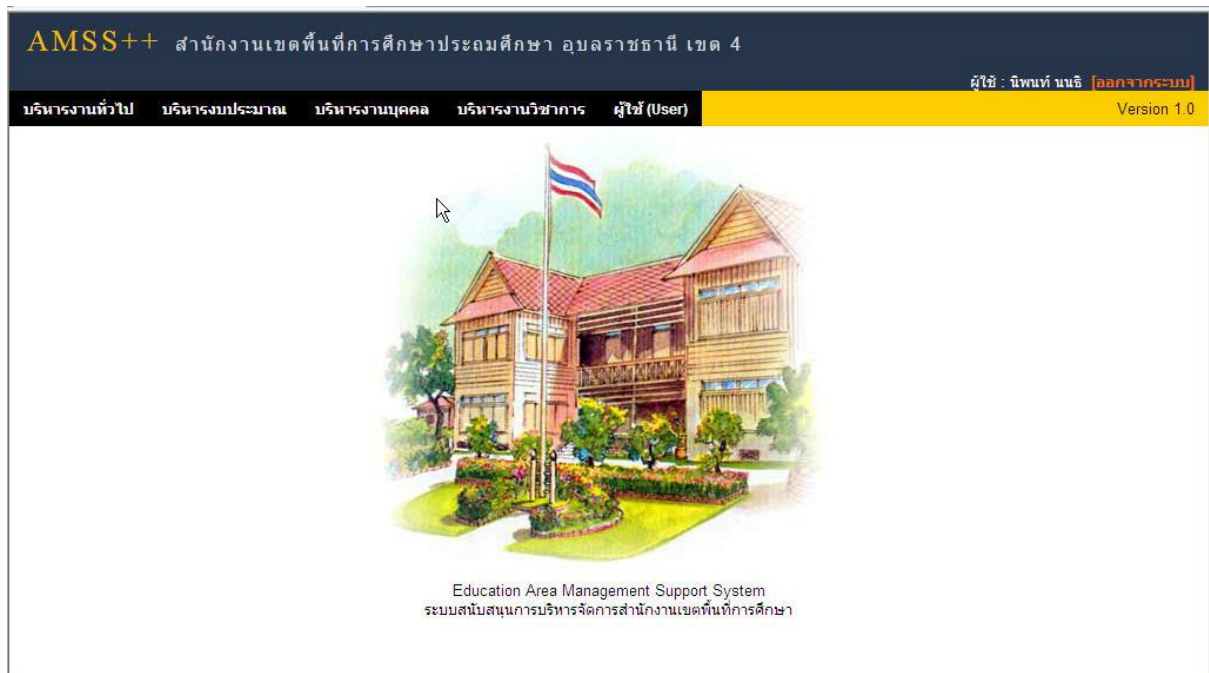 AMSS++ สำนักงานเขตพื้นที่การศึกษาประถมศึกษา อุบลราชธานี เขต 4
ผู้ใช้ : นิพนท์ นนธิ [ออกจากระบบ]
บริหารงานทั่วไป บริหารงบประมาณ บริหารงานบุคคล บริหารงานวิชาการ ผู้ใช้ (User) Version 1.0
Education Area Management Support System
ระบบสนับสนุนการบริหารจัดการสำนักงานเขตพื้นที่การศึกษา